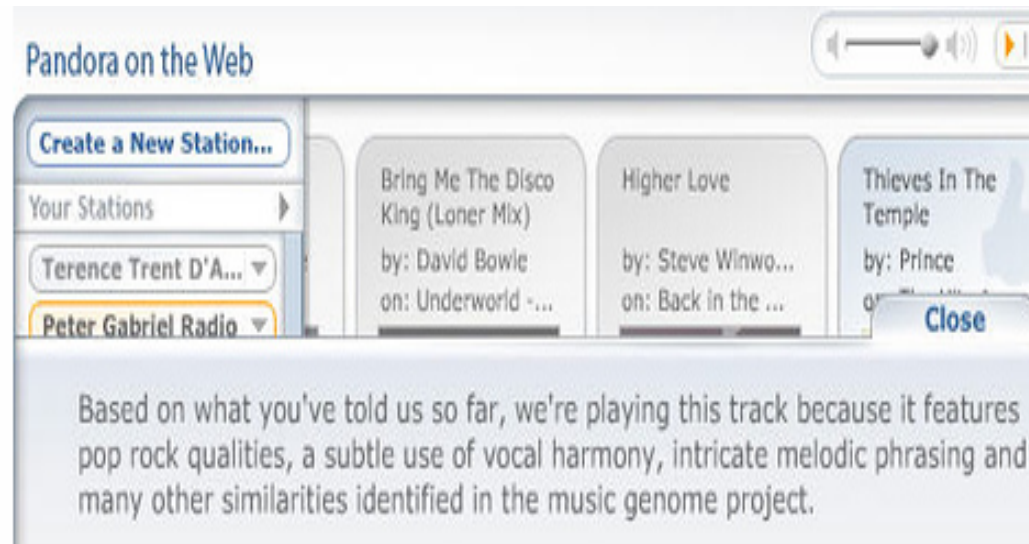 Pandora on the Web
Create a New Station...
Your Stations
Terence Trent D'A...
Peter Gabriel Radio
Bring Me The Disco
King (Loner Mix)
by: David Bowie
on: Underworld -...
Higher Love
by: Steve Winwo...
on: Back in the ...
Thieves In The
Temple
by: Prince
Close
Based on what you've told us so far, we're playing this track because it features
pop rock qualities, a subtle use of vocal harmony, intricate melodic phrasing and
many other similarities identified in the music genome project.